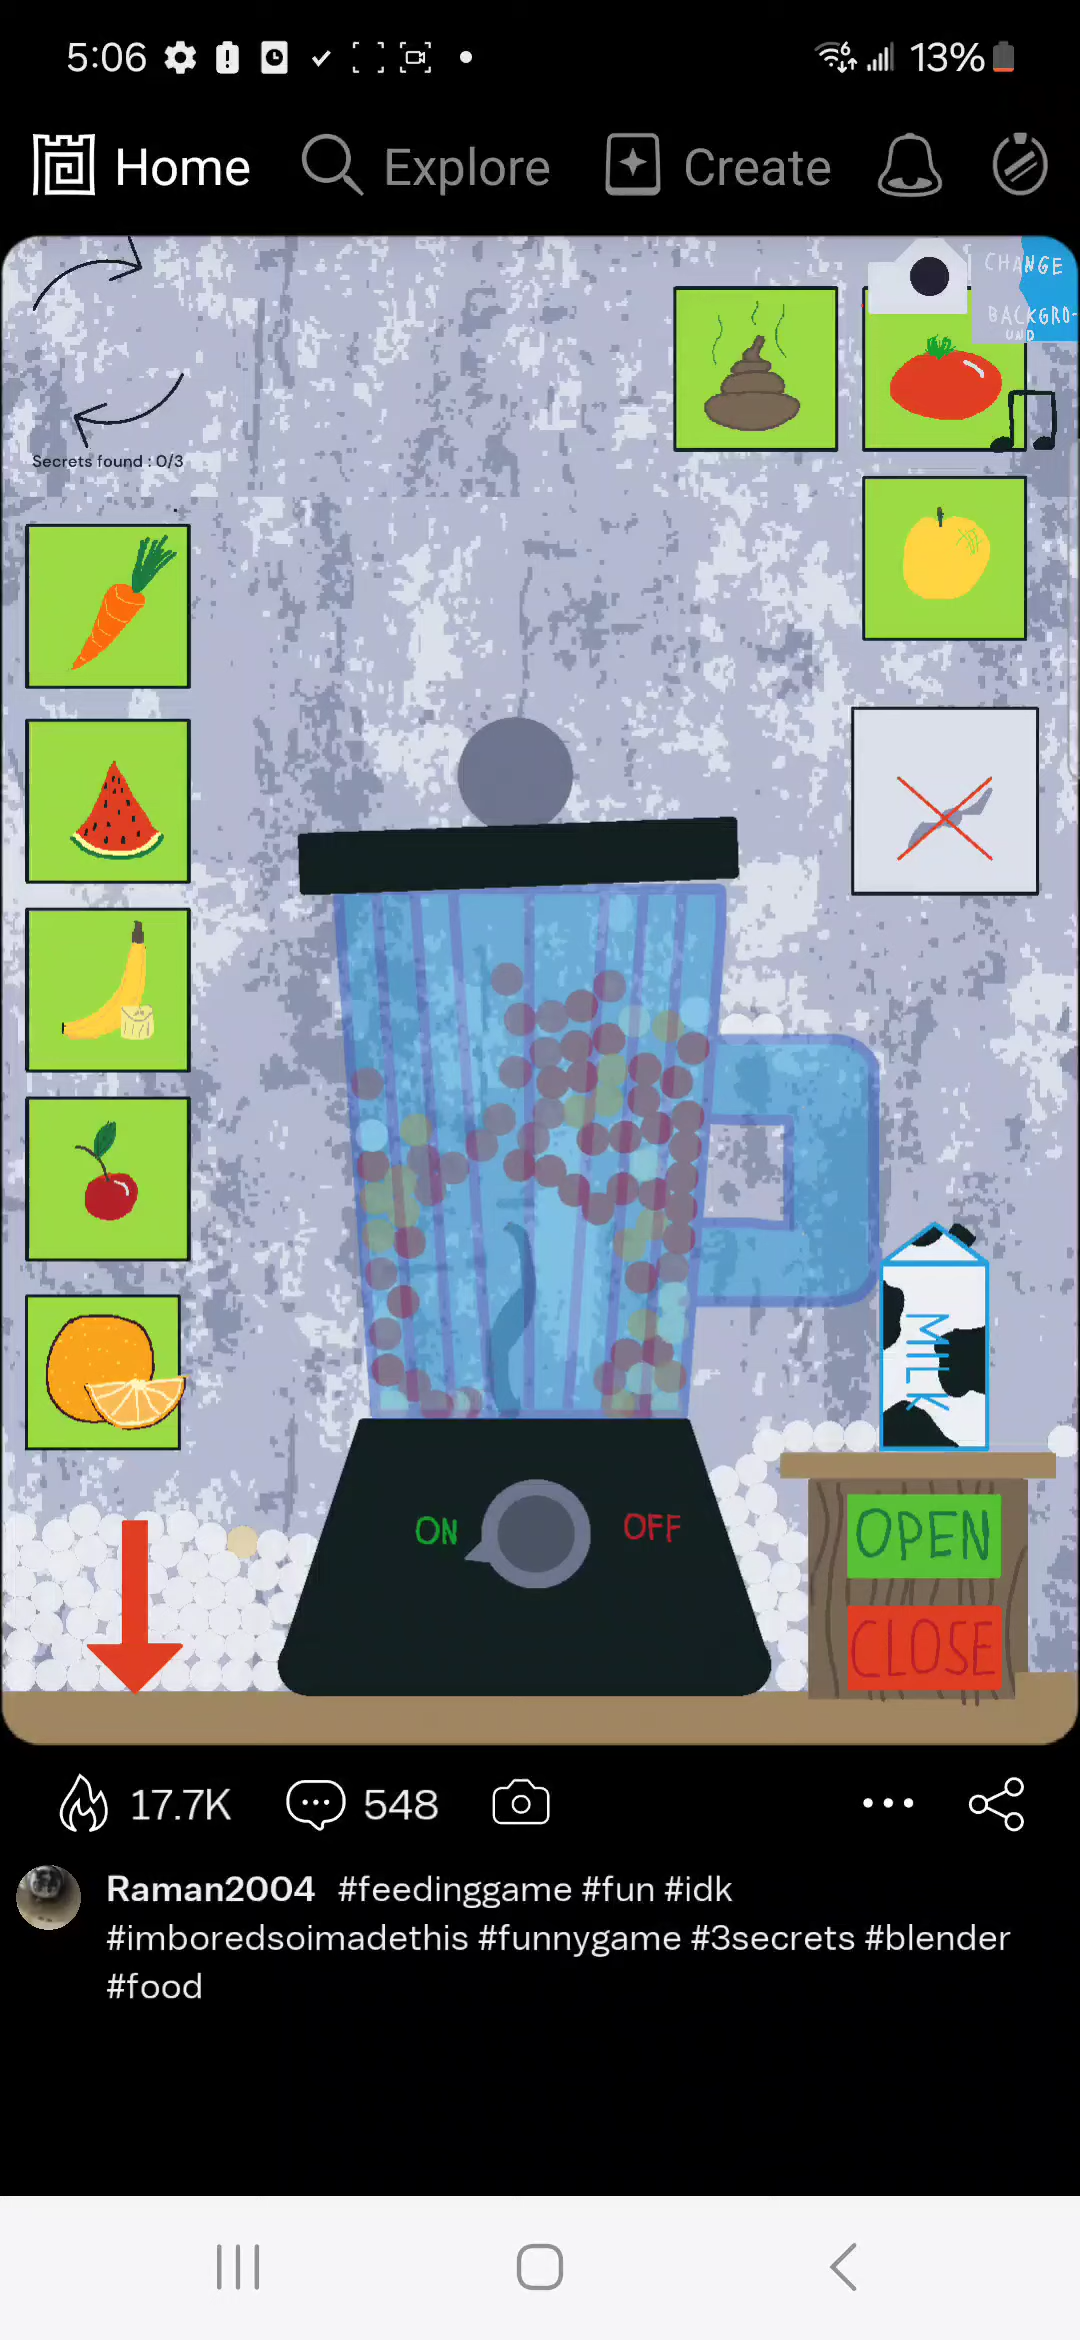 5:06
13%
Home
Explore
Create
CHANGE
BACKGRO-
UND
Secrets found : 0/3
MILK
ON
OFF
OPEN
CLOSE
17.7K
548
Raman2004 #feedinggame #fun #idk
#imboredsoimadethis #funnygame #3secrets #blender
#food